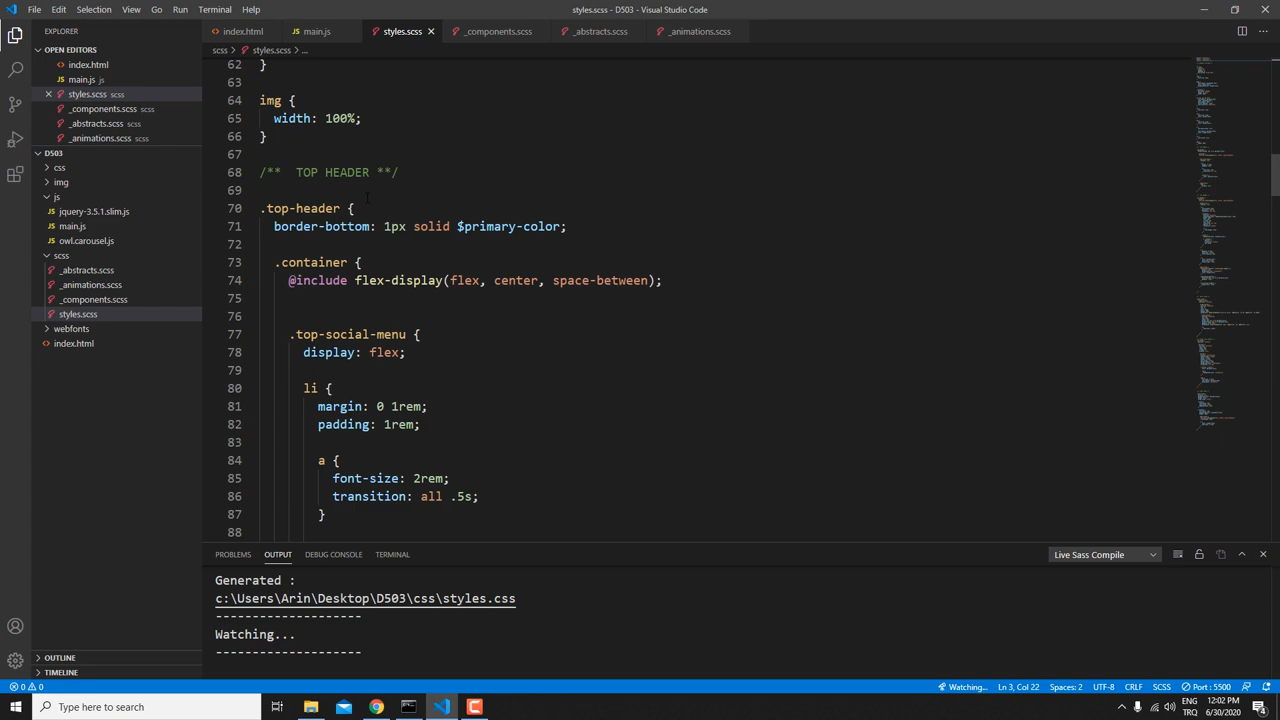 File Edit Selection View Go Run Terminal Help
styles.scss - D503 - Visual Studio Code
EXPLORER
index.html
main.js
styles.scss
_components.scss
_abstracts.scss
_animations.scss
OPEN EDITORS
scss > styles.scss > ...
index.html
main.js js
styles.scss scss
_components.scss scss
_abstracts.scss scss
_animations.scss scss
D503
css
img
js
jquery-3.5.1.slim.js
main.js
owl.carousel.js
scss
_abstracts.scss
_animations.scss
_components.scss
styles.scss
webfonts
index.html
OUTLINE
TIMELINE
62 }
63
64 img {
65 width: 100%;
66 }
67
68 /** TOP HEADER **/
69
70 .top-header {
71 border-bottom: 1px solid $primary-color;
72
73 .container {
74 @include flex-display(flex, center, space-between);
75
76
77 .top-social-menu {
78 display: flex;
79
80 li {
81 margin: 0 1rem;
82 padding: 1rem;
83
84 a {
85 font-size: 2rem;
86 transition: all .5s;
87 }
88
PROBLEMS OUTPUT DEBUG CONSOLE TERMINAL
Live Sass Compile
Generated :
c:\Users\Arin\Desktop\D503\css\styles.css
--------------------
Watching...
--------------------
0 0
Watching... Ln 3, Col 22 Spaces: 2 UTF-8 CRLF SCSS Port : 5500
Type here to search
ENG
TR
12:02 PM
6/30/2020